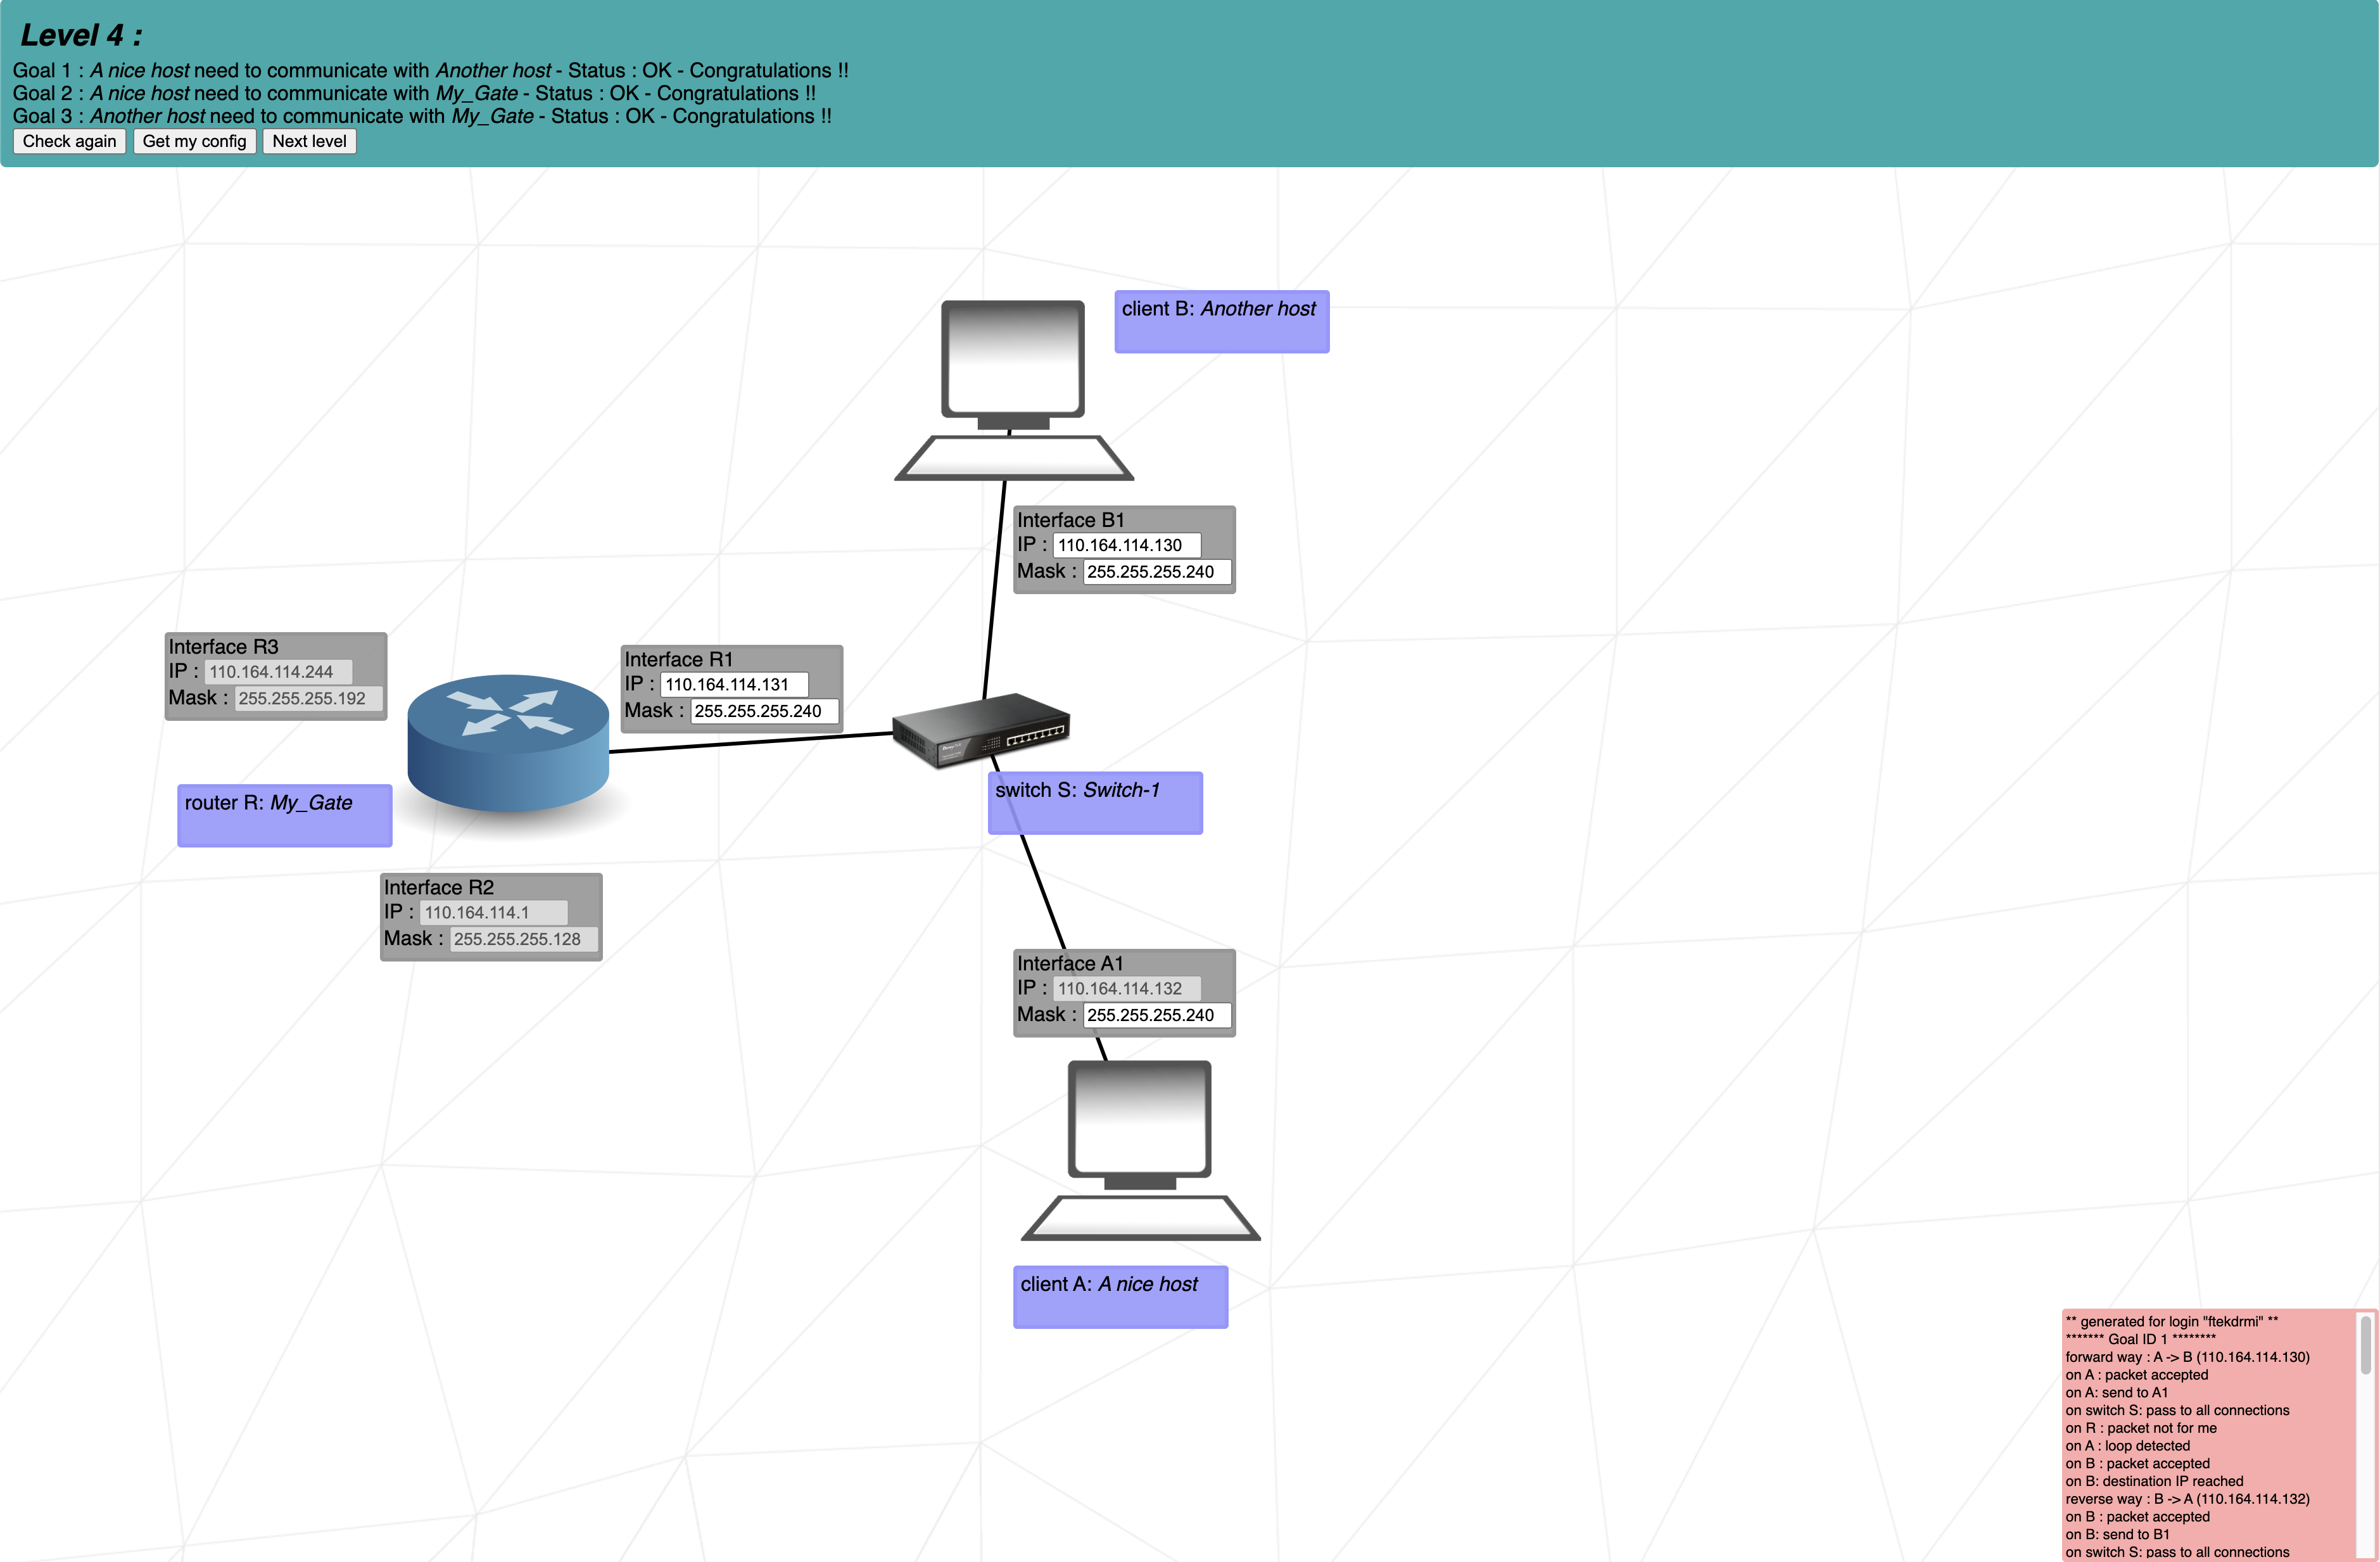 Level 4 :
Goal 1 : A nice host need to communicate with Another host - Status : OK - Congratulations !!
Goal 2 : A nice host need to communicate with My_Gate - Status : OK - Congratulations !!
Goal 3 : Another host need to communicate with My_Gate - Status : OK - Congratulations !!
Check again Get my config Next level
client B: Another host
Interface B1
IP : 110.164.114.130
Mask : 255.255.255.240
Interface R3
IP : 110.164.114.244
Mask : 255.255.255.192
Interface R1
IP : 110.164.114.131
Mask : 255.255.255.240
router R: My_Gate
switch S: Switch-1
Interface R2
IP : 110.164.114.1
Mask : 255.255.255.128
Interface A1
IP : 110.164.114.132
Mask : 255.255.255.240
client A: A nice host
** generated for login "ftekdrmi" **
******* Goal ID 1 ********
forward way : A -> B (110.164.114.130)
on A : packet accepted
on A: send to A1
on switch S: pass to all connections
on R : packet not for me
on A : loop detected
on B : packet accepted
on B: destination IP reached
reverse way : B -> A (110.164.114.132)
on B : packet accepted
on B: send to B1
on switch S: pass to all connections